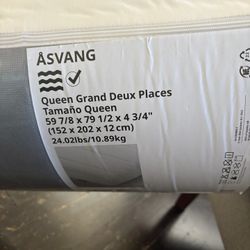 ÅSVANG
Queen Grand Deux Places
Tamaño Queen
59 7/8 x 79 1/2 x 4 3/4"
(152 x 202 x 12 cm)
24.02lbs/10.89kg